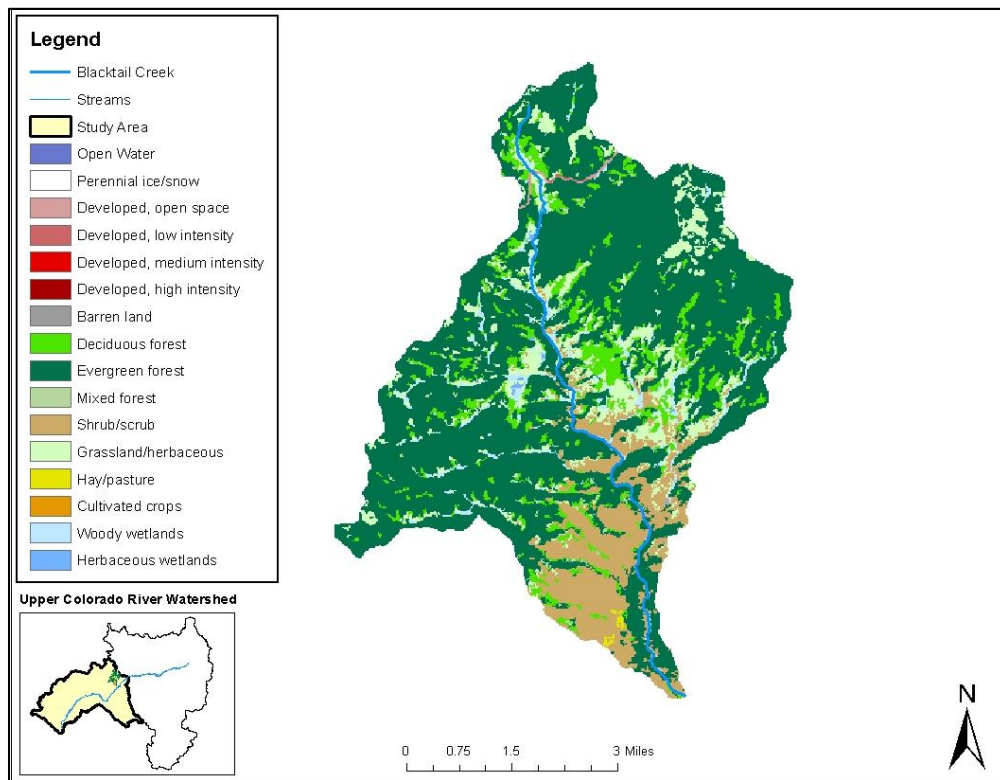 Legend
Blacktail Creek
Streams
Study Area
Open Water
Perennial ice/snow
Developed, open space
Developed, low intensity
Developed, medium intensity
Developed, high intensity
Barren land
Deciduous forest
Evergreen forest
Mixed forest
Shrub/scrub
Grassland/herbaceous
Hay/pasture
Cultivated crops
Woody wetlands
Herbaceous wetlands
Upper Colorado River Watershed
0 0.75 1.5 3 Miles
N